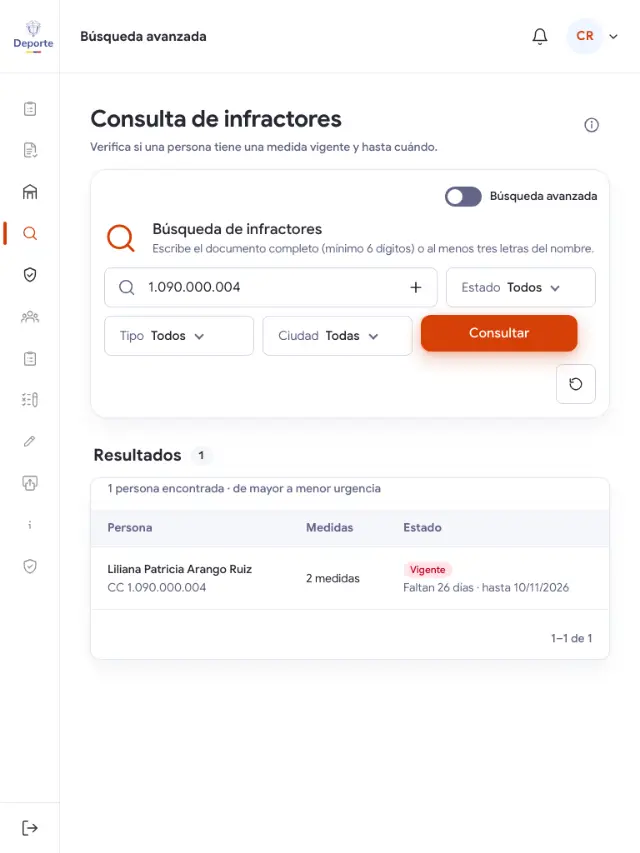 Deporte
Búsqueda avanzada
CR
Consulta de infractores
Verifica si una persona tiene una medida vigente y hasta cuándo.
Búsqueda avanzada
Búsqueda de infractores
Escribe el documento completo (mínimo 6 dígitos) o al menos tres letras del nombre.
1.090.000.004
Estado Todos
Tipo Todos
Ciudad Todas
Consultar
Resultados 1
1 persona encontrada · de mayor a menor urgencia
Persona Medidas Estado
Liliana Patricia Arango Ruiz
CC 1.090.000.004
2 medidas
Vigente
Faltan 26 días · hasta 10/11/2026
1–1 de 1